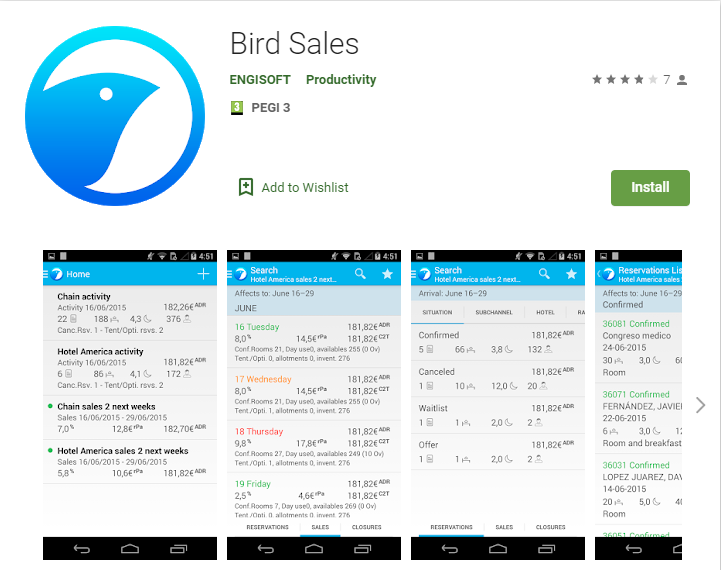 Bird Sales
ENGISOFT Productivity 7
3 PEGI 3
Add to Wishlist
Install
4:51
Home
Chain activity
Activity 16/06/2015 182,26€ ADR
22 188 4,3 376
Canc.Rsv. 1 - Tent/Opti. rsvs. 2
Hotel America activity
Activity 16/06/2015 181,82€ ADR
6 86 4,1 172
Canc.Rsv. 1 - Tent/Opti. rsvs. 2
Chain sales 2 next weeks
Sales 16/06/2015 - 29/06/2015
7,0% 12,8€ rPa 182,70€ ADR
Hotel America sales 2 next weeks
Sales 16/06/2015 - 29/06/2015
5,8% 10,6€ rPa 181,82€ ADR
4:51
Search
Hotel America sales 2 next...
Affects to: June 16–29
JUNE
16 Tuesday 181,82€ ADR
8,0% 14,5€ rPa 181,82€ C2T
Conf.Rooms 21, Day use0, availables 255 (0 Ov)
Tent./Opti. 0, allotments 0, invent. 276
17 Wednesday 181,82€ ADR
8,0% 14,5€ rPa 181,82€ C2T
Conf.Rooms 21, Day use0, availables 255 (0 Ov)
Tent./Opti. 1, allotments 0, invent. 276
18 Thursday 181,82€ ADR
9,8% 17,8€ rPa 181,82€ C2T
Conf.Rooms 27, Day use0, availables 249 (10 Ov)
Tent./Opti. 1, allotments 0, invent. 276
19 Friday 181,82€ ADR
2,5% 4,6€ rPa 181,82€ C2T
Conf.Rooms 7, Day use0, availables 269 (0 Ov)
Tent./Opti. 0, allotments 0, invent. 276
RESERVATIONS SALES CLOSURES
4:51
Search
Hotel America sales 2 next...
Arrival: June 16–29
SITUATION SUBCHANNEL HOTEL RA
Confirmed 181,82€ ADR
5 66 3,8 132
Canceled 181,82€ ADR
1 10 12,0 20
Waitlist 181,82€ ADR
1 1 2,0 2
Offer 181,82€ ADR
1 1 2,0 2
RESERVATIONS SALES CLOSURES
Reservations Lis
Hotel America sales 2 ne
Confirmed
36081 Confirmed
Congreso medico
24-06-2015
30 3,0 60
Room
36071 Confirmed
FERNÁNDEZ, JAVIE
22-06-2015
6 3,0 12
Room and breakfast
36031 Confirmed
LOPEZ JUAREZ, DAV
14-06-2015
20 5,0 40
Room
36051 Confirmed